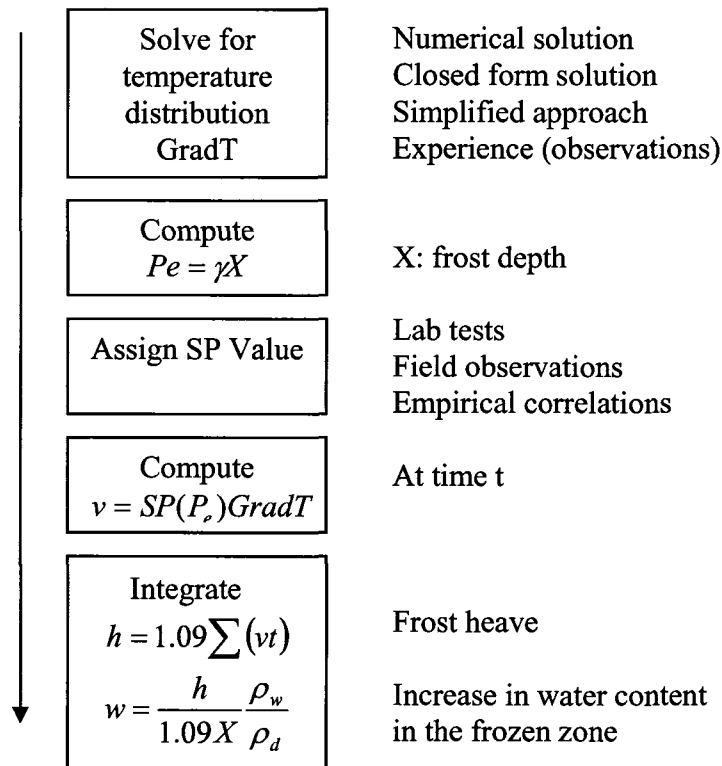 Solve for
temperature
distribution
GradT
Numerical solution
Closed form solution
Simplified approach
Experience (observations)
Compute
Pe = γX
X: frost depth
Assign SP Value
Lab tests
Field observations
Empirical correlations
Compute
v = SP(Pₑ)GradT
At time t
Integrate
h = 1.09∑(vt)
Frost heave
w = h/1.09X ρ_w/ρ_d
Increase in water content
in the frozen zone